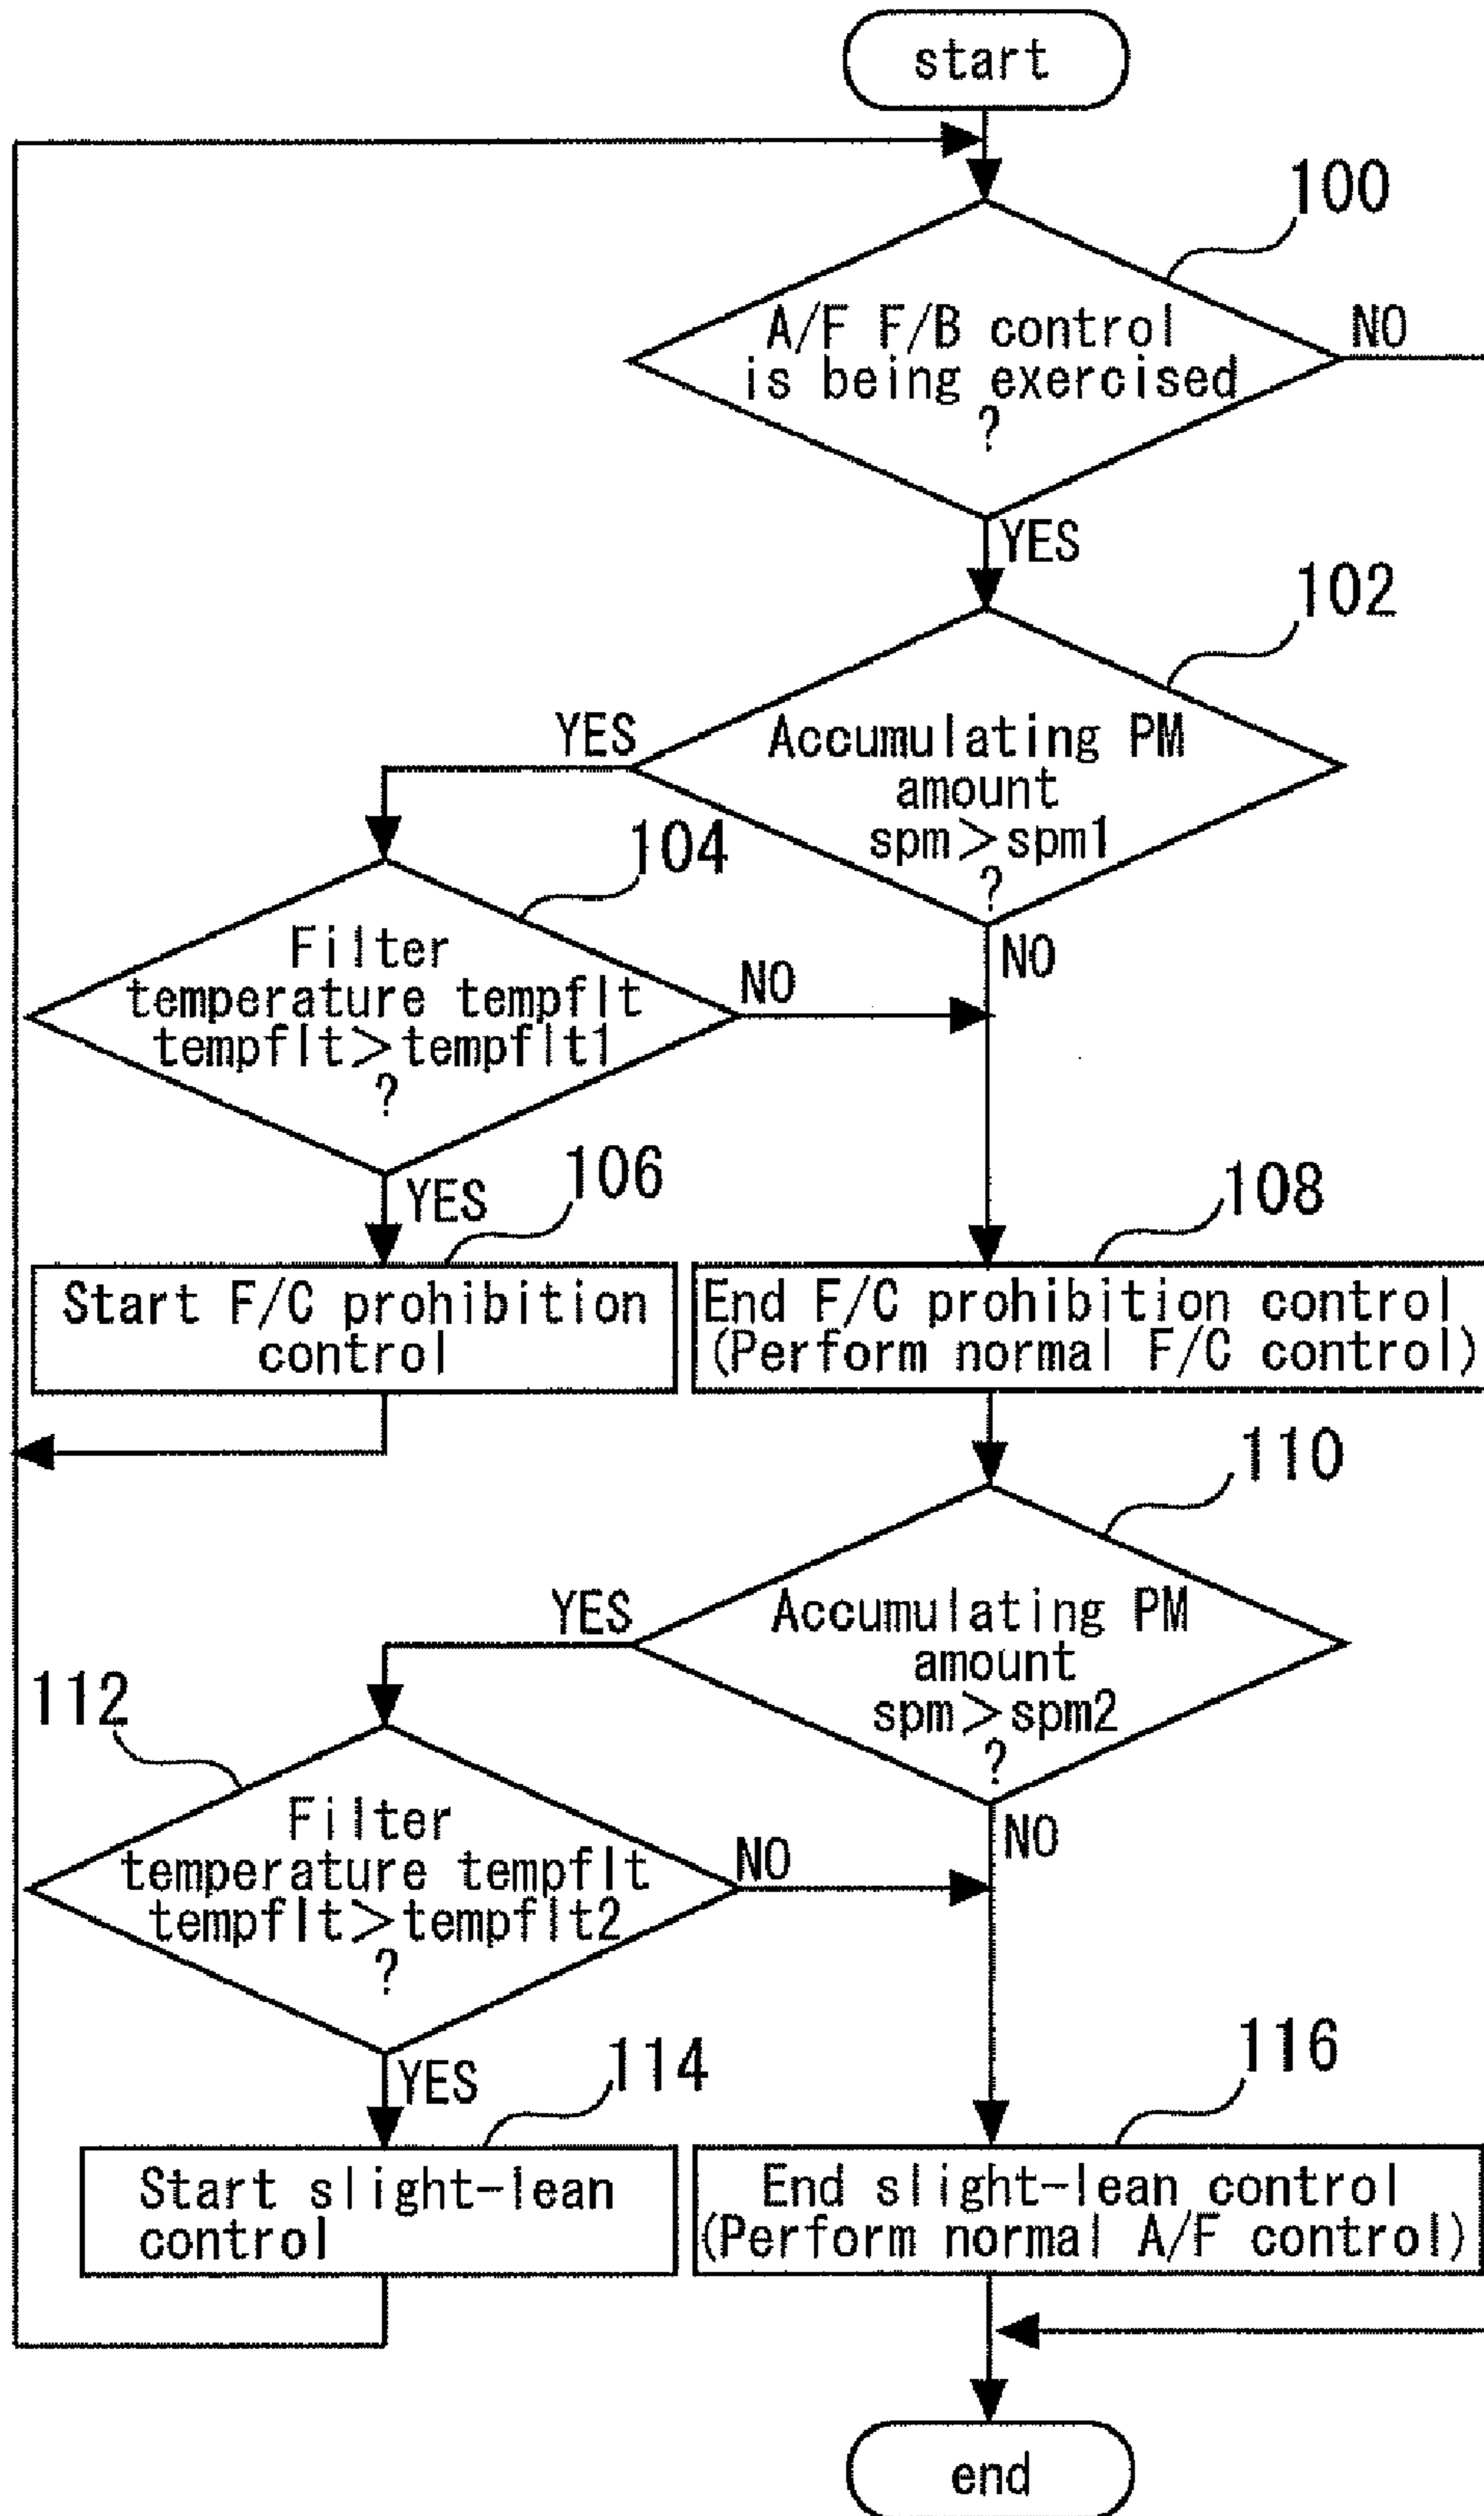 start
100
A/F F/B control
is being exercised
?
NO
YES
102
Accumulating PM
amount
spm>spm1
?
YES
NO
104
Filter
temperature tempflt
tempflt>tempflt1
?
NO
YES
106
Start F/C prohibition
control
108
End F/C prohibition control
(Perform normal F/C control)
110
Accumulating PM
amount
spm>spm2
?
YES
NO
112
Filter
temperature tempflt
tempflt>tempflt2
?
NO
YES
114
Start slight-lean
control
116
End slight-lean control
(Perform normal A/F control)
end